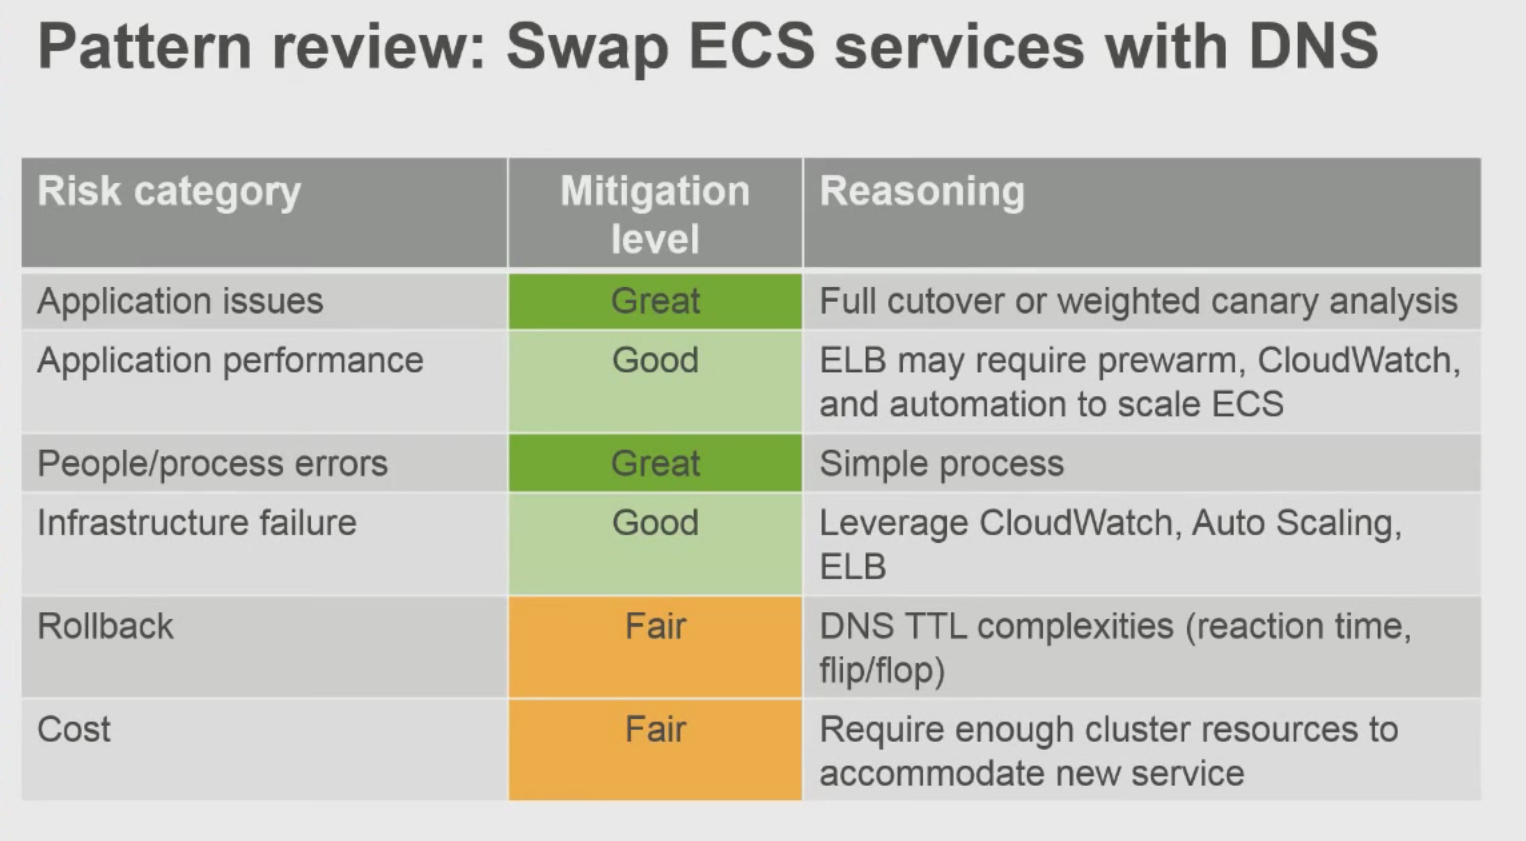 Pattern review: Swap ECS services with DNS
Risk category
Mitigation
level
Reasoning
Application issues
Great
Full cutover or weighted canary analysis
Application performance
Good
ELB may require prewarm, CloudWatch,
and automation to scale ECS
People/process errors
Great
Simple process
Infrastructure failure
Good
Leverage CloudWatch, Auto Scaling,
ELB
Rollback
Fair
DNS TTL complexities (reaction time,
flip/flop)
Cost
Fair
Require enough cluster resources to
accommodate new service